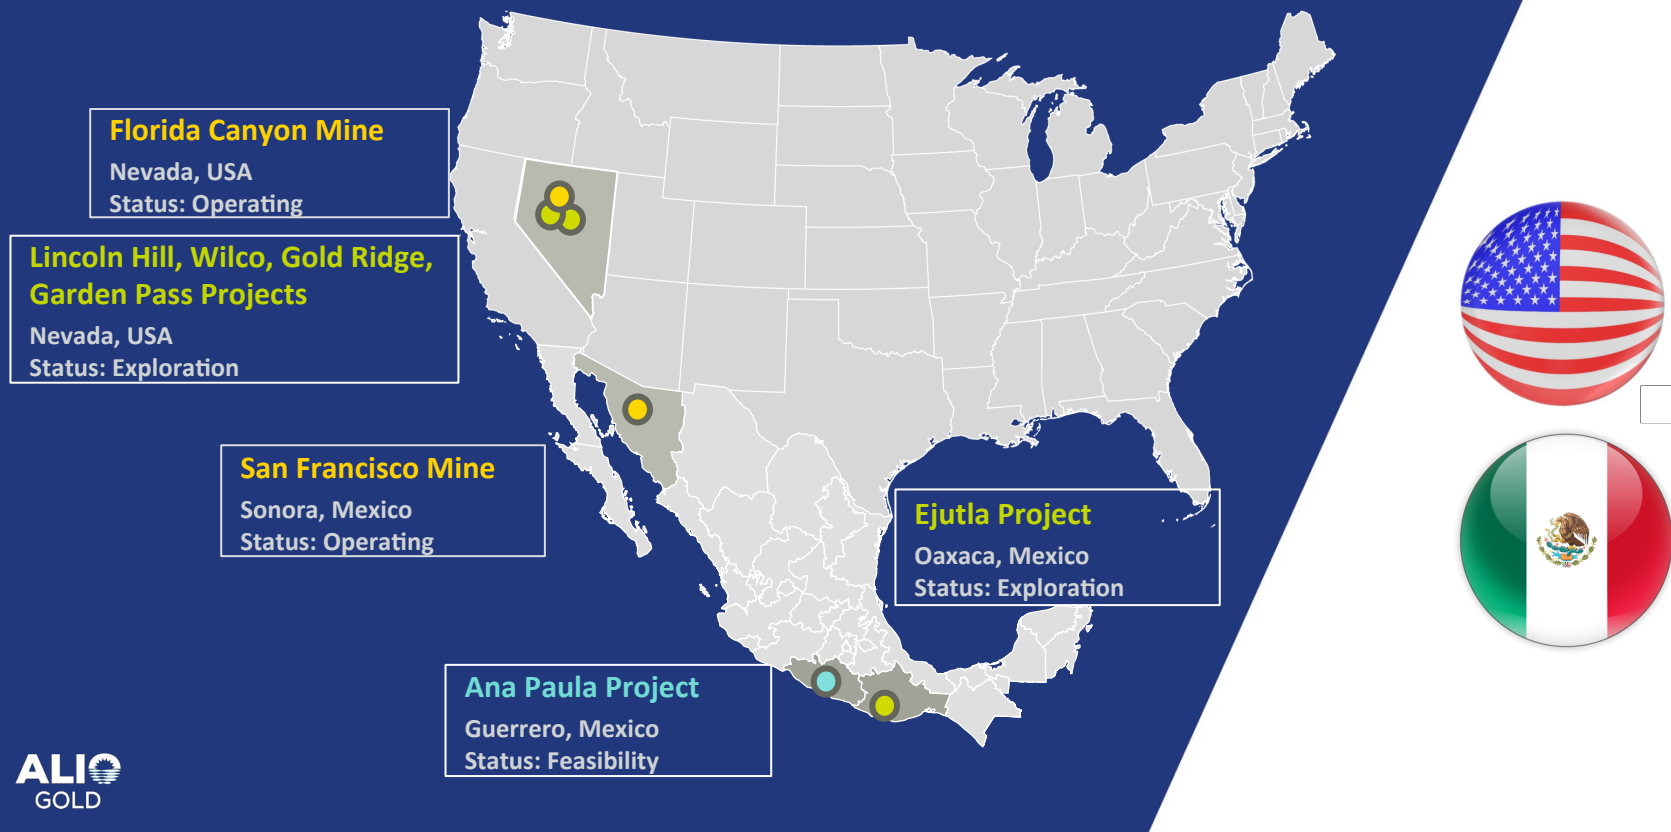 Florida Canyon Mine
Nevada, USA
Status: Operating
Lincoln Hill, Wilco, Gold Ridge,
Garden Pass Projects
Nevada, USA
Status: Exploration
San Francisco Mine
Sonora, Mexico
Status: Operating
Ejutla Project
Oaxaca, Mexico
Status: Exploration
Ana Paula Project
Guerrero, Mexico
Status: Feasibility
ALIO
GOLD